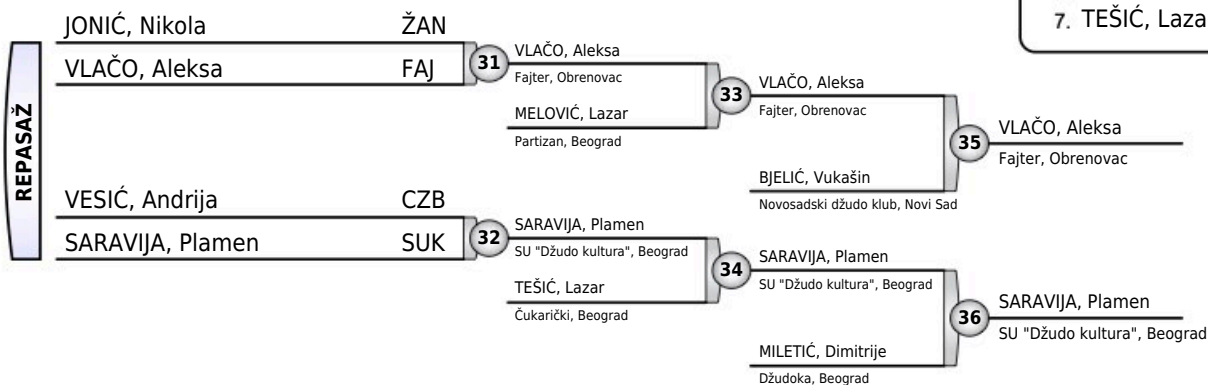 7. TEŠIĆ, Laza
REPASAŽ
JONIĆ, Nikola ŽAN
VLAČO, Aleksa FAJ
31
VLAČO, Aleksa
Fajter, Obrenovac
MELOVIĆ, Lazar
Partizan, Beograd
33
VLAČO, Aleksa
Fajter, Obrenovac
BJELIĆ, Vukašin
Novosadski džudo klub, Novi Sad
35
VLAČO, Aleksa
Fajter, Obrenovac
VESIĆ, Andrija CZB
SARAVIJA, Plamen SUK
32
SARAVIJA, Plamen
SU "Džudo kultura", Beograd
TEŠIĆ, Lazar
Čukarički, Beograd
34
SARAVIJA, Plamen
SU "Džudo kultura", Beograd
MILETIĆ, Dimitrije
Džudoka, Beograd
36
SARAVIJA, Plamen
SU "Džudo kultura", Beograd